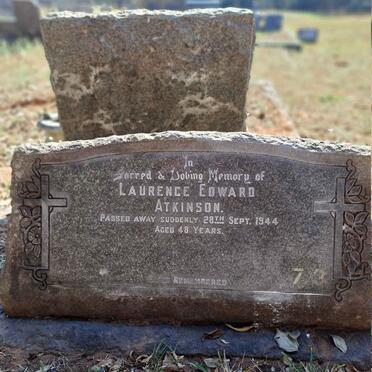 In
Sacred & Loving Memory of
LAURENCE EDWARD
ATKINSON.
PASSED AWAY SUDDENLY 28TH SEPT. 1944
AGED 48 YEARS.
REMEMBERED